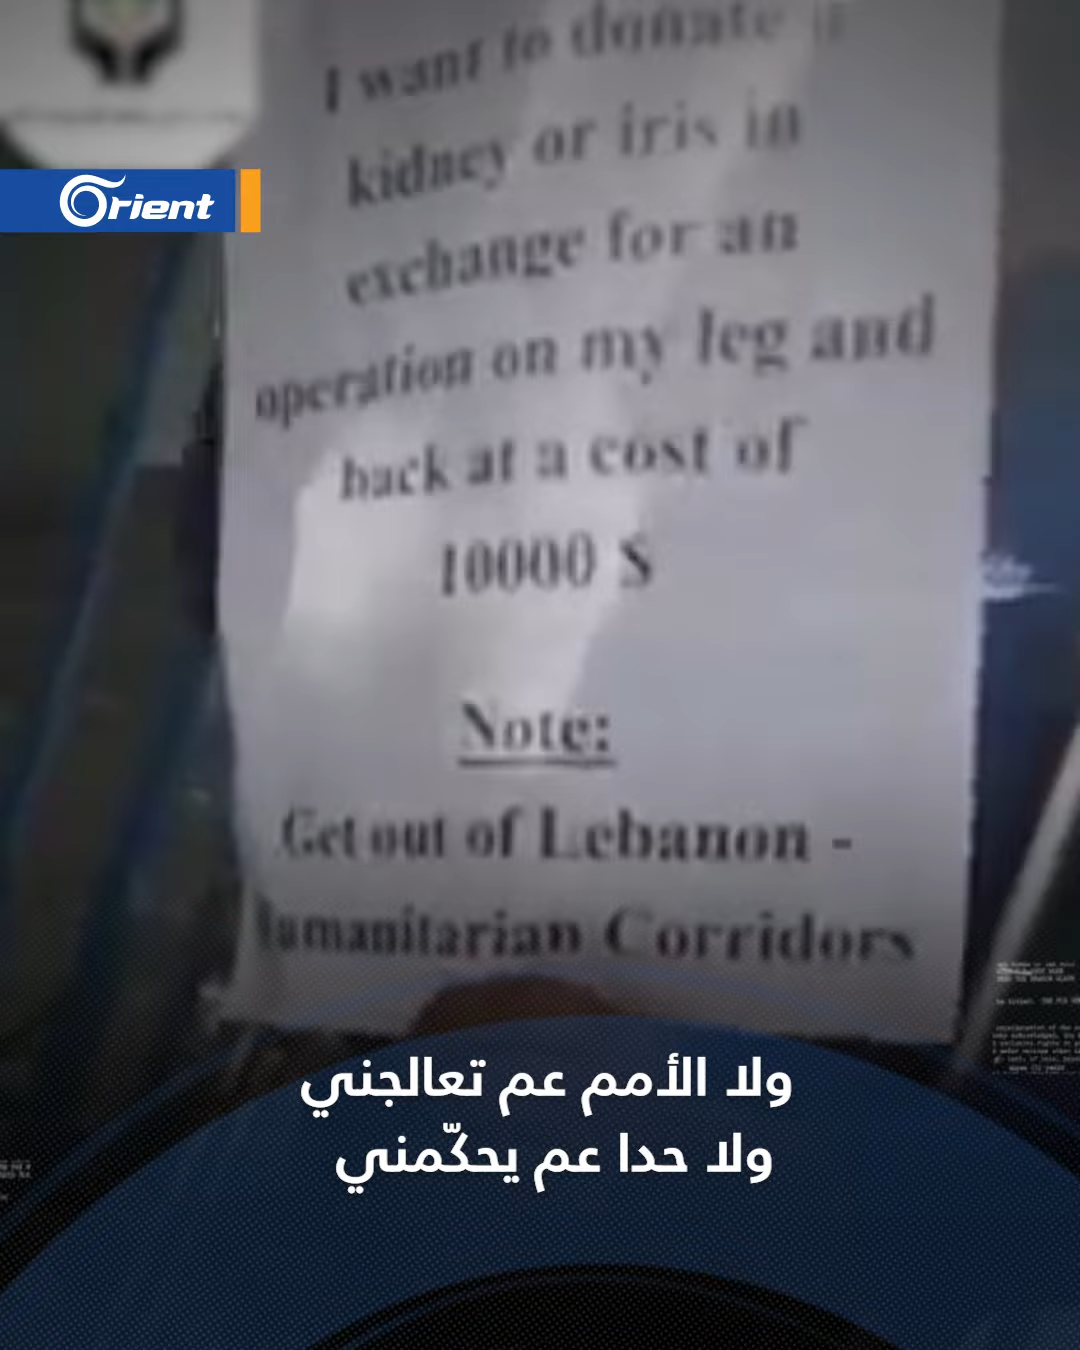 I want to donate
kidney or iris in
exchange for an
operation on my leg and
back at a cost of
10000 $
Note:
Get out of Lebanon -
Humanitarian Corridors
Orient
ولا الأمم عم تعالجني
ولا حدا عم يحكّمني